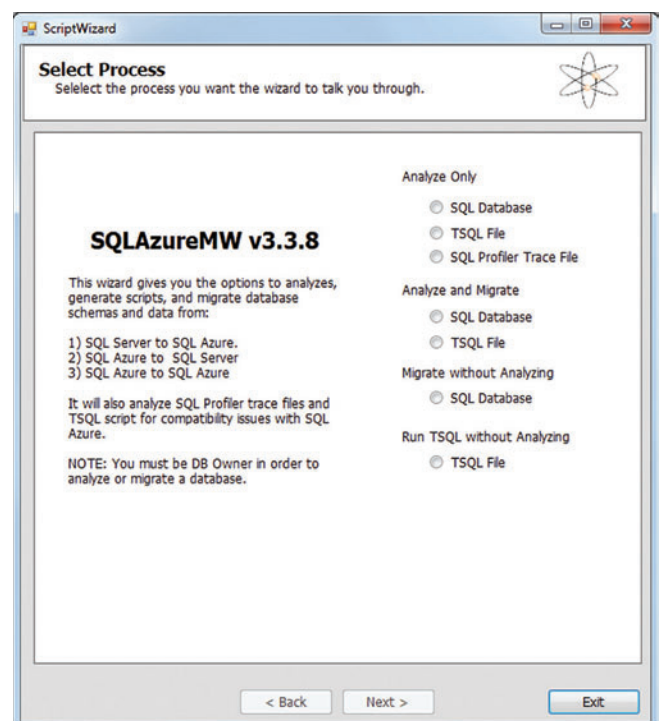 ScriptWizard
Select Process
Selelect the process you want the wizard to talk you through.
SQLAzureMW v3.3.8
This wizard gives you the options to analyzes,
generate scripts, and migrate database
schemas and data from:
1) SQL Server to SQL Azure.
2) SQL Azure to  SQL Server
3) SQL Azure to SQL Azure
It will also analyze SQL Profiler trace files and
TSQL script for compatibility issues with SQL
Azure.
NOTE: You must be DB Owner in order to
analyze or migrate a database.
Analyze Only
SQL Database
TSQL File
SQL Profiler Trace File
Analyze and Migrate
SQL Database
TSQL File
Migrate without Analyzing
SQL Database
Run TSQL without Analyzing
TSQL File
< Back
Next >
Exit